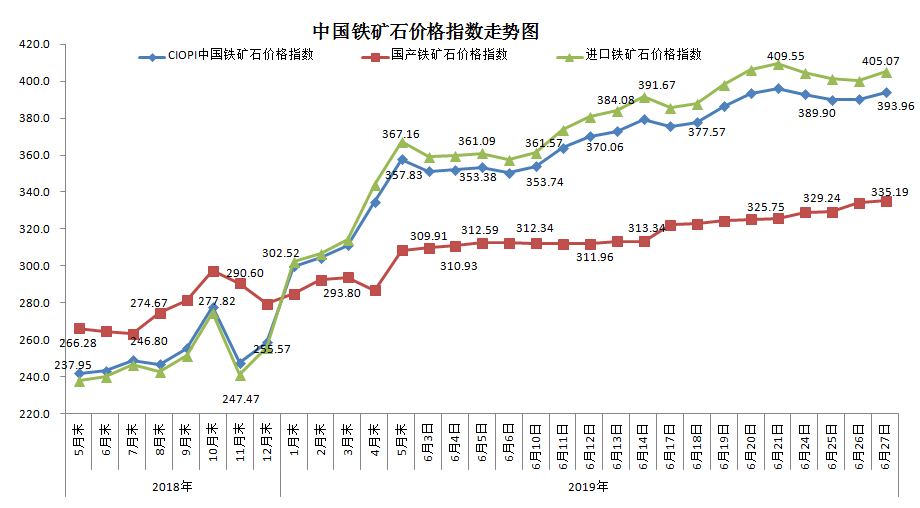 中国铁矿石价格指数走势图
CIOPI中国铁矿石价格指数
国产铁矿石价格指数
进口铁矿石价格指数
420.0
400.0
380.0
360.0
340.0
320.0
300.0
280.0
260.0
240.0
220.0
266.28
237.95
274.67
246.80
277.82
290.60
247.47
255.57
302.52
293.80
367.16
357.83
309.91
310.93
361.09
353.38
312.59
312.34
361.57
353.74
370.06
311.96
384.08
391.67
313.34
377.57
325.75
409.55
389.90
329.24
405.07
393.96
335.19
5月末
6月末
7月末
8月末
9月末
10月末
11月末
12月末
1月末
2月末
3月末
4月末
5月末
6月3日
6月4日
6月5日
6月6日
6月10日
6月11日
6月12日
6月13日
6月14日
6月17日
6月18日
6月19日
6月20日
6月21日
6月24日
6月25日
6月26日
6月27日
2018年
2019年